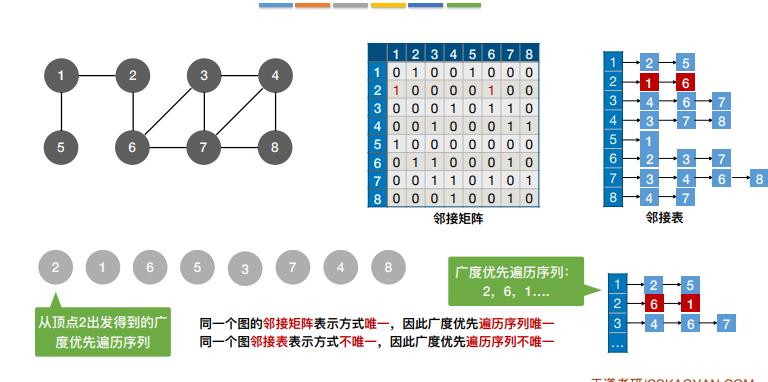 1 2 3 4
5 6 7 8
1 2 3 4 5 6 7 8
1 0 1 0 0 1 0 0 0
2 1 0 0 0 0 1 0 0
3 0 0 0 1 0 1 1 0
4 0 0 1 0 0 0 1 1
5 1 0 0 0 0 0 0 0
6 0 1 1 0 0 0 1 0
7 0 0 1 1 0 1 0 1
8 0 0 0 1 0 0 1 0
邻接矩阵
1 2 5
2 1 6
3 4 6 7
4 3 7 8
5 1
6 2 3 7
7 3 4 6 8
8 4 7
邻接表
2 1 6 5 3 7 4 8
从顶点2出发得到的广
度优先遍历序列
广度优先遍历序列：
2，6，1....
1 2 5
2 6 1
3 4 6 7
...
同一个图的邻接矩阵表示方式唯一，因此广度优先遍历序列唯一
同一个图邻接表表示方式不唯一，因此广度优先遍历序列不唯一